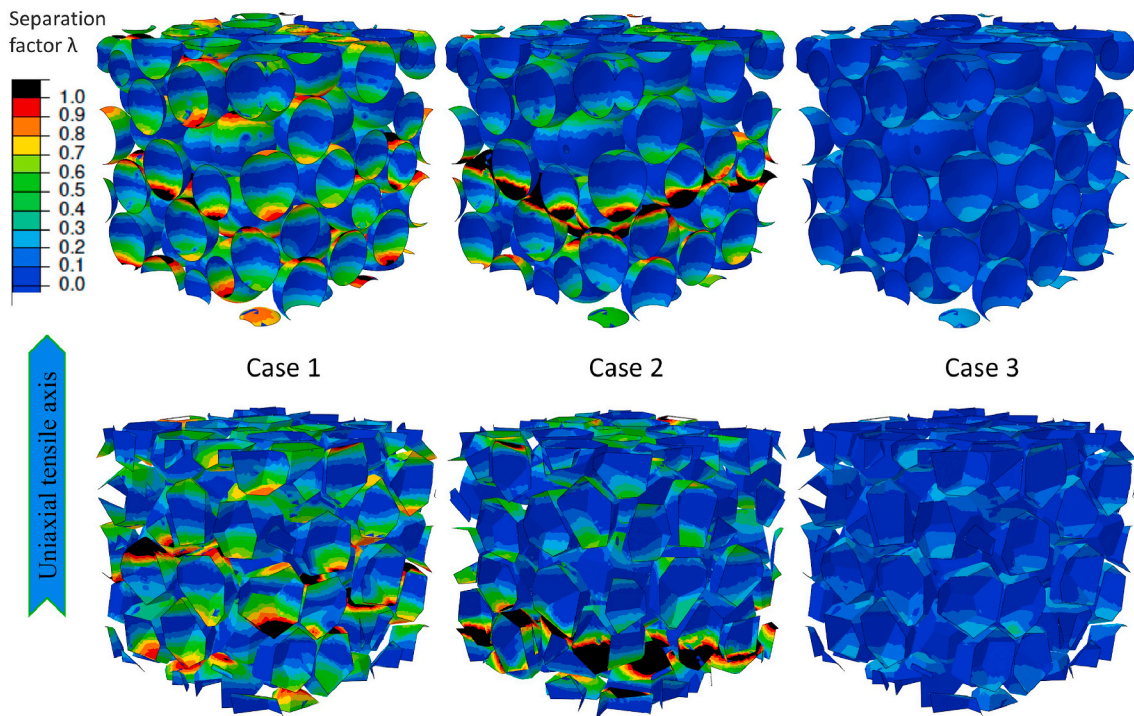 Separation
factor λ
1.0
0.9
0.8
0.7
0.6
0.5
0.4
0.3
0.2
0.1
0.0
Case 1
Case 2
Case 3
Uniaxial tensile axis